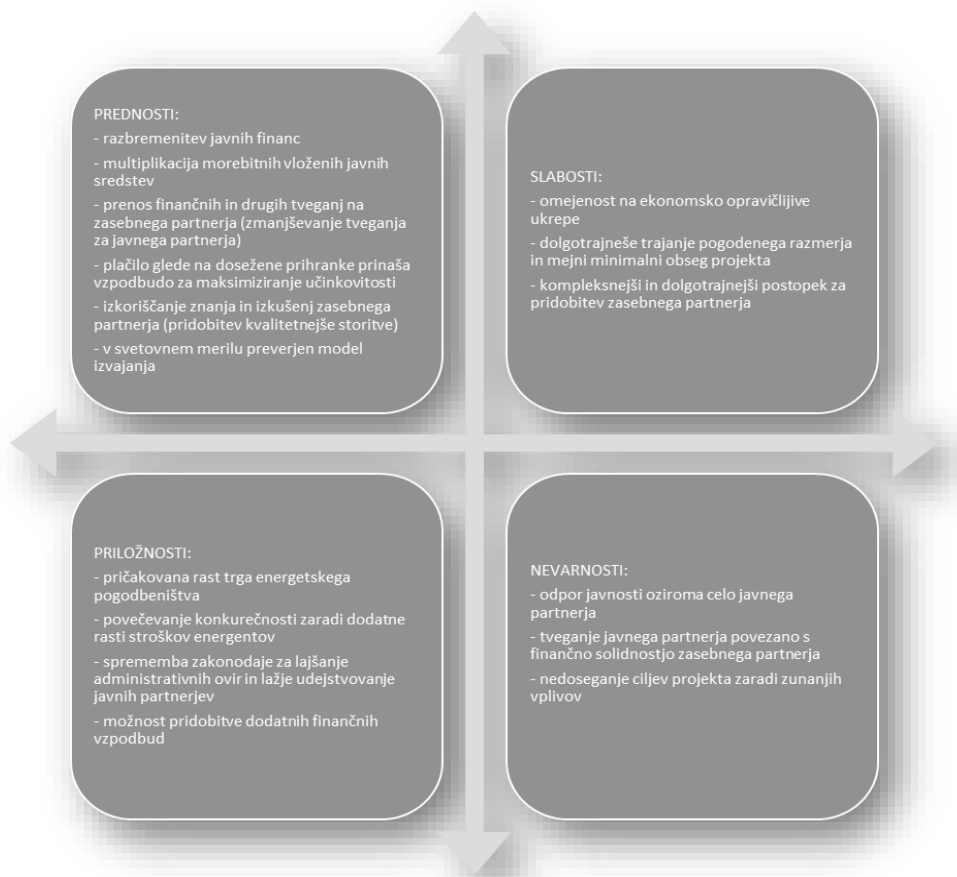 PREDNOSTI:
- razbremenitev javnih financ
- multiplikacija morebitnih vloženih javnih
sredstev
- prenos finančnih in drugih tveganj na
zasebnega partnerja (zmanjševanje tveganja
za javnega partnerja)
- plačilo glede na dosežene prihranke prinaša
vzpodbudo za maksimiziranje učinkovitosti
- izkoriščanje znanja in izkušenj zasebnega
partnerja (pridobitev kvalitetnejše storitve)
- v svetovnem merilu preverjen model
izvajanja
SLABOSTI:
- omejenost na ekonomsko opravičljive
ukrepe
- dolgotrajneše trajanje pogodenega razmerja
in mejni minimalni obseg projekta
- kompleksnejši in dolgotrajnejši postopek za
pridobitev zasebnega partnerja
PRILOŽNOSTI:
- pričakovana rast trga energetskega
pogodbeništva
- povečevanje konkurečnosti zaradi dodatne
rasti stroškov energentov
- sprememba zakonodaje za lajšanje
administrativnih ovir in lažje udejstvovanje
javnih partnerjev
- možnost pridobitve dodatnih finančnih
vzpodbud
NEVARNOSTI:
- odpor javnosti oziroma celo javnega
partnerja
- tveganje javnega partnerja povezano s
finančno solidnostjo zasebnega partnerja
- nedoseganje ciljev projekta zaradi zunanjih
vplivov